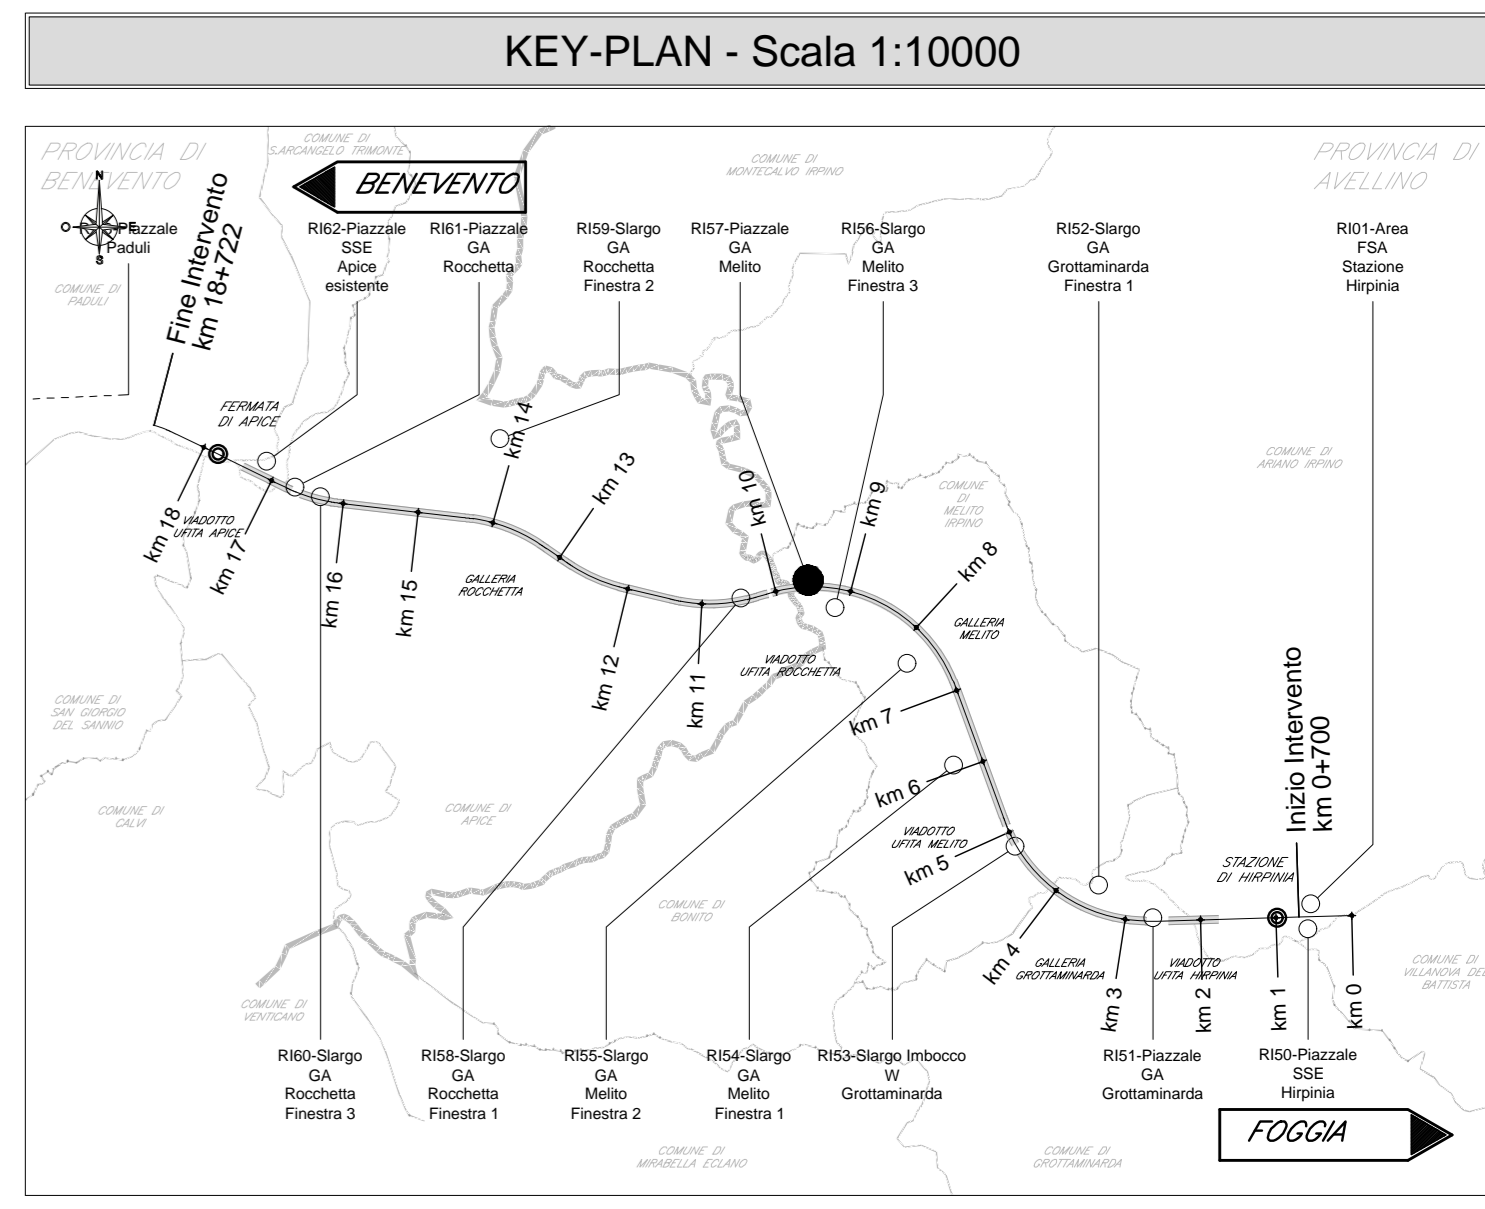 KEY-PLAN - Scala 1:10000
PROVINCIA DI
BENEVENTO
COMUNE DI
S.ARCANGELO TRIMONTE
COMUNE DI
MONTECALVO IRPINO
PROVINCIA DI
AVELLINO
BENEVENTO
N
O
E
S
Piazzale
Paduli
COMUNE DI
PADULI
Fine Intervento
km 18+722
RI62-Piazzale
SSE
Apice
esistente
RI61-Piazzale
GA
Rocchetta
RI59-Slargo
GA
Rocchetta
Finestra 2
RI57-Piazzale
GA
Melito
RI56-Slargo
GA
Melito
Finestra 3
RI52-Slargo
GA
Grottaminarda
Finestra 1
RI01-Area
FSA
Stazione
Hirpinia
FERMATA
DI APICE
COMUNE DI
ARIANO IRPINO
COMUNE
DI
MELITO
IRPINO
km 18
VIADOTTO
UFITA APICE
km 17
km 16
km 15
km 14
km 13
km 12
km 11
km 10
km 9
km 8
km 7
km 6
km 5
km 4
km 3
km 2
km 1
km 0
GALLERIA
ROCCHETTA
GALLERIA
MELITO
VIADOTTO
UFITA ROCCHETTA
Inizio Intervento
km 0+700
COMUNE DI
SAN GIORGIO
DEL SANNIO
COMUNE DI
CALVI
COMUNE DI
APICE
VIADOTTO
UFITA MELITO
STAZIONE
DI HIRPINIA
COMUNE DI
BONITO
GALLERIA
GROTTAMINARDA
VIADOTTO
UFITA HIRPINIA
COMUNE DI
VILLANOVA DEL
BATTISTA
COMUNE DI
VENTICANO
RI60-Slargo
GA
Rocchetta
Finestra 3
RI58-Slargo
GA
Rocchetta
Finestra 1
RI55-Slargo
GA
Melito
Finestra 2
RI54-Slargo
GA
Melito
Finestra 1
RI53-Slargo Imbocco
W
Grottaminarda
RI51-Piazzale
GA
Grottaminarda
RI50-Piazzale
SSE
Hirpinia
FOGGIA
COMUNE DI
MIRABELLA ECLANO
COMUNE DI
GROTTAMINARDA